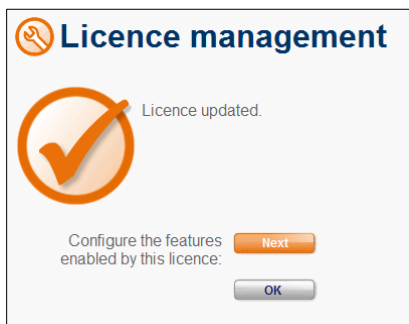 Licence management
Licence updated.
Configure the features
enabled by this licence:
Next
OK